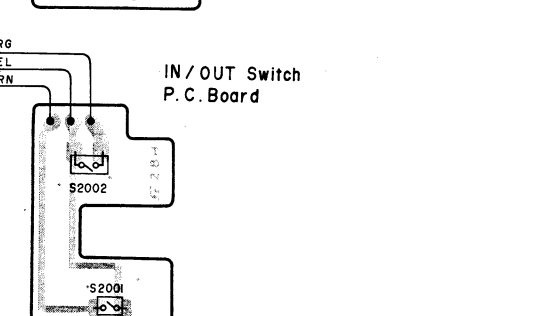 RG
EL
RN
IN/OUT Switch
P.C.Board
S2002
S2001